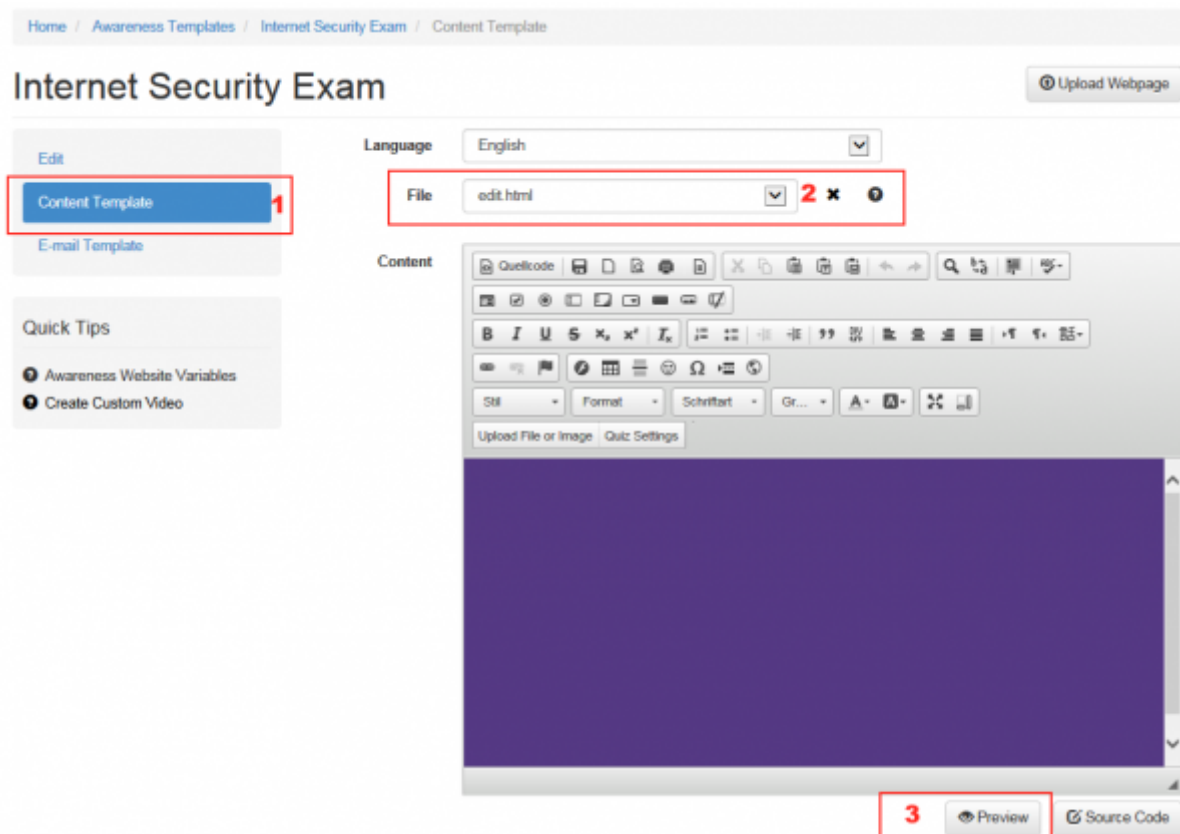 Home / Awareness Templates / Internet Security Exam / Content Template
Internet Security Exam
Upload Webpage
Edit
Content Template 1
E-mail Template
Quick Tips
Awareness Website Variables
Create Custom Video
Language English
File edit.html 2
Content
Quellcode
Stil Format Schriftart Gr...
Upload File or Image Quiz Settings
3 Preview Source Code